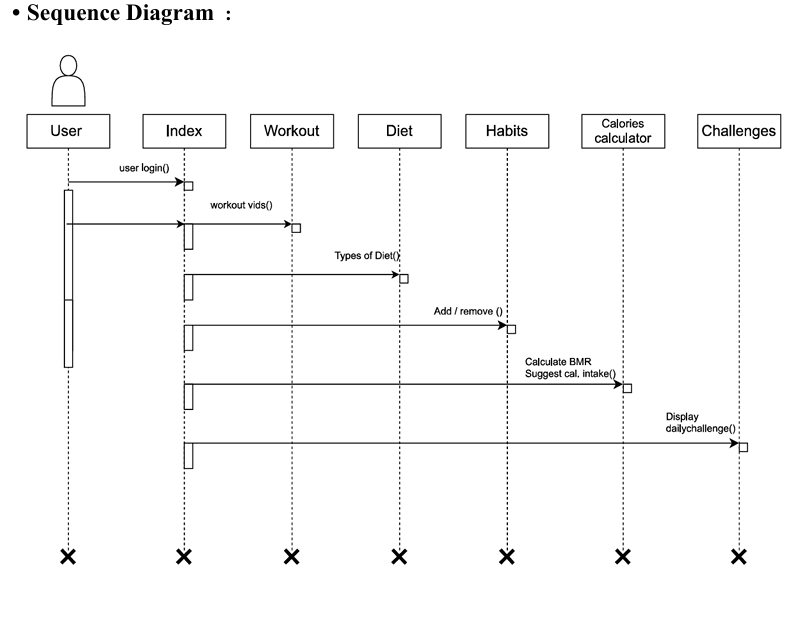 • Sequence Diagram :
User
Index
Workout
Diet
Habits
Calories
calculator
Challenges
user login()
workout vids()
Types of Diet()
Add / remove ()
Calculate BMR
Suggest cal. intake()
Display
dailychallenge()